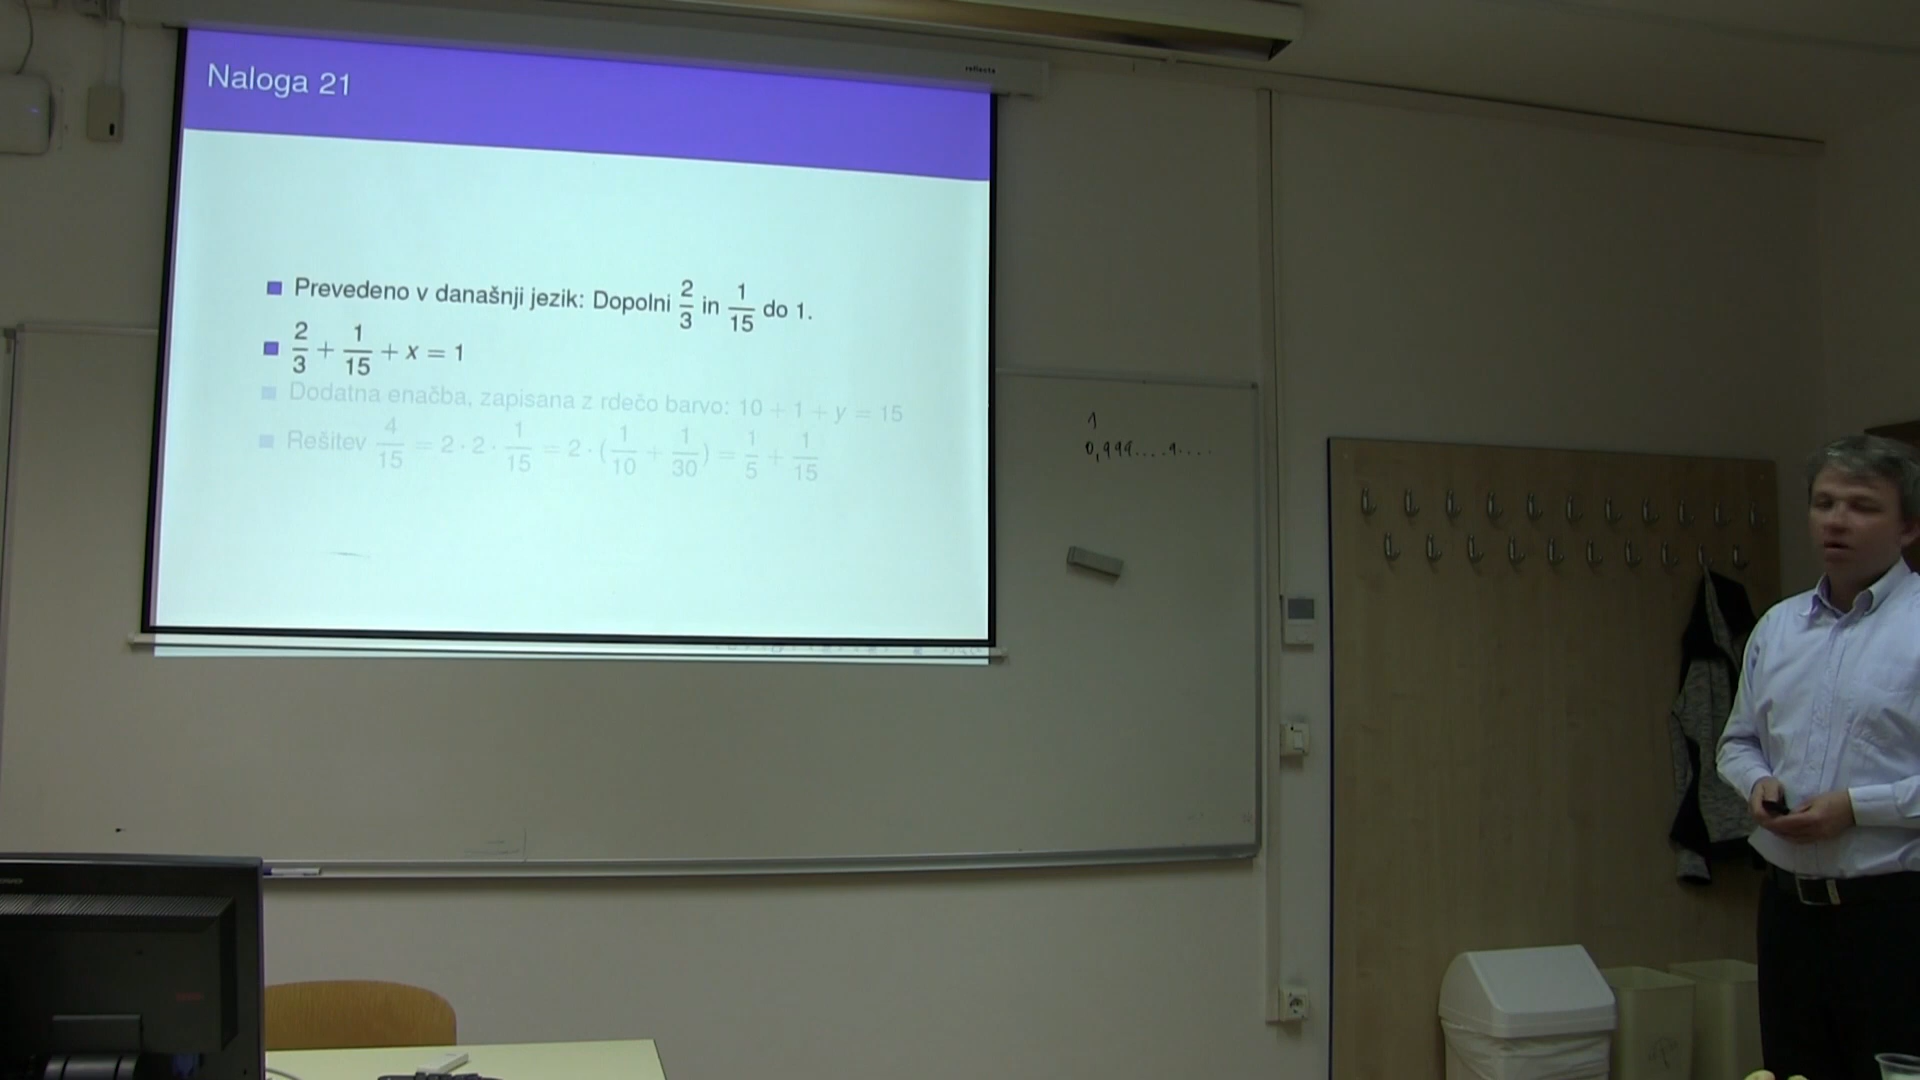 Naloga 21
reflecta
Prevedeno v današnji jezik: Dopolni 2/3 in 1/15 do 1.
2/3 + 1/15 + x = 1
Dodatna enačba, zapisana z rdečo barvo: 10 + 1 + y = 15
Rešitev 4/15 = 2 · 2 · 1/15 = 2 · (1/10 + 1/30) = 1/5 + 1/15
1
0,999....9....